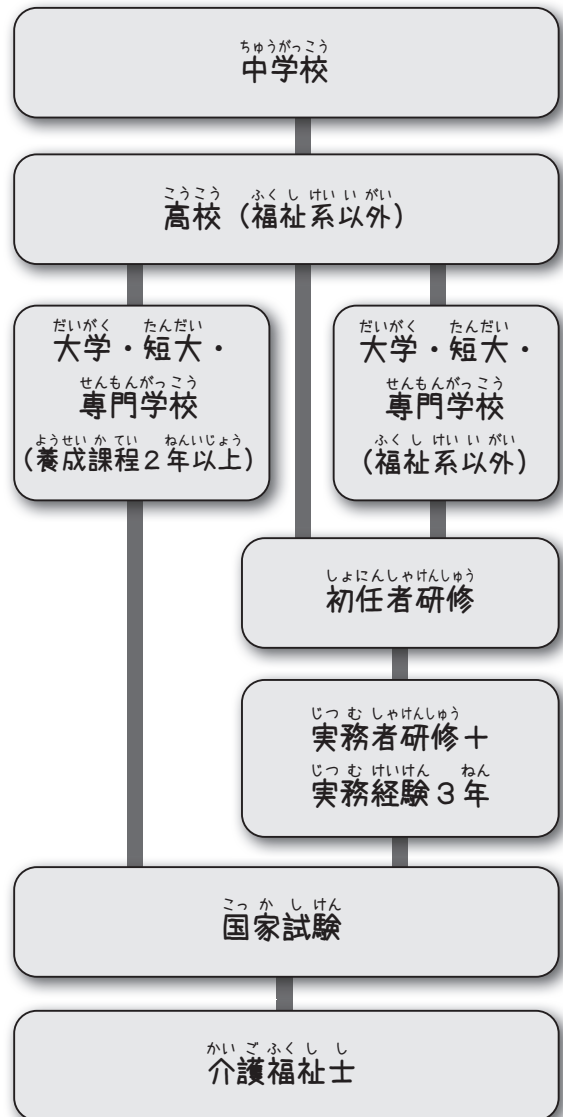 ちゅうがっこう
中学校
こうこう ふくしけいいがい
高校（福祉系以外）
だいがく たんだい
大学・短大・
せんもんがっこう
専門学校
ようせいかてい ねんいじょう
（養成課程２年以上）
だいがく たんだい
大学・短大・
せんもんがっこう
専門学校
ふくしけいいがい
（福祉系以外）
しょにんしゃけんしゅう
初任者研修
じつむしゃけんしゅう
実務者研修＋
じつむけいけん ねん
実務経験３年
こっかしけん
国家試験
かいごふくしし
介護福祉士